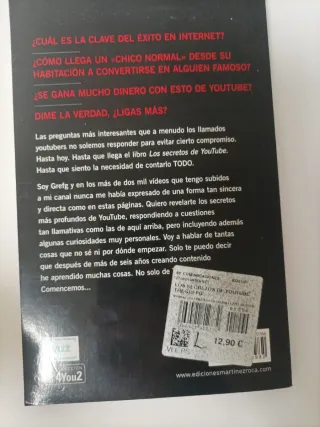 ¿CUÁL ES LA CLAVE DEL ÉXITO EN INTERNET?
¿CÓMO LLEGA UN «CHICO NORMAL» DESDE SU
HABITACIÓN A CONVERTIRSE EN ALGUIEN FAMOSO?
¿SE GANA MUCHO DINERO CON ESTO DE YOUTUBE?
DIME LA VERDAD, ¿LIGAS MÁS?
Las preguntas más interesantes que a menudo los llamados
youtubers no solemos responder para evitar cierto compromiso.
Hasta hoy. Hasta que llega el libro Los secretos de YouTube.
Hasta que siento la necesidad de contarlo TODO.
Soy Grefg y en los más de dos mil vídeos que tengo subidos
a mi canal nunca me había expresado de una forma tan sincera
y directa como en estas páginas. Quiero revelarte los secretos
más profundos de YouTube, respondiendo a cuestiones
tan llamativas como las de aquí arriba, pero incluyendo además
algunas curiosidades muy personales. Voy a hablar de tantas
cosas que no sé ni por dónde empezar. Solo te puedo decir
que después de más de seis años creando contenido
he aprendido muchas cosas. No solo de
Comencemos...
LOS SECRETOS DE YOUTUBE
12,90 €
4You2
www.edicionesmartinezroca.com